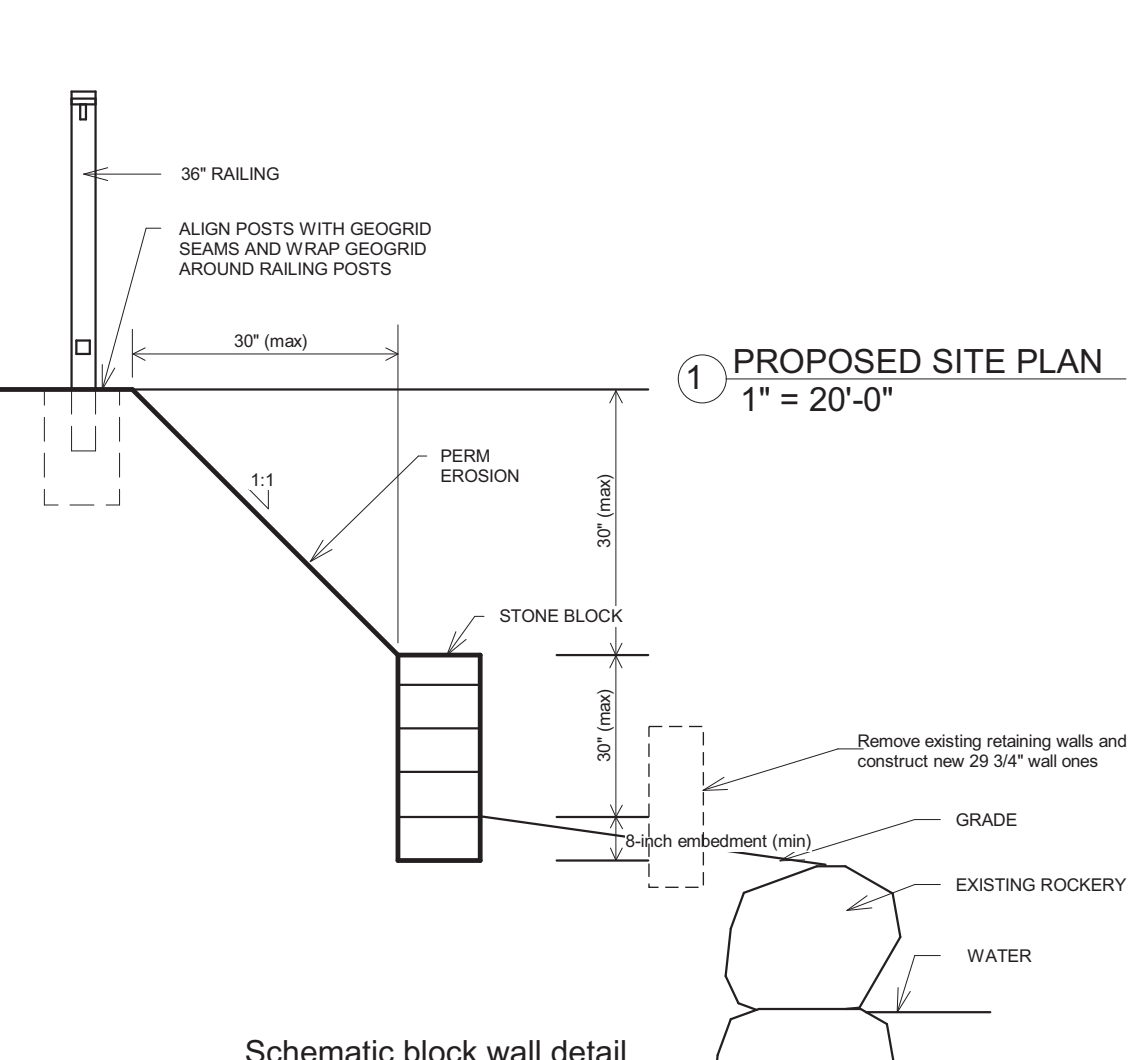 36" RAILING
ALIGN POSTS WITH GEOGRID
SEAMS AND WRAP GEOGRID
AROUND RAILING POSTS
30" (max)
1 PROPOSED SITE PLAN
1" = 20'-0"
PERM
EROSION
1:1
30" (max)
STONE BLOCK
30" (max)
Remove existing retaining walls and
construct new 29 3/4" wall ones
GRADE
8-inch embedment (min)
EXISTING ROCKERY
WATER
Schematic block wall detail